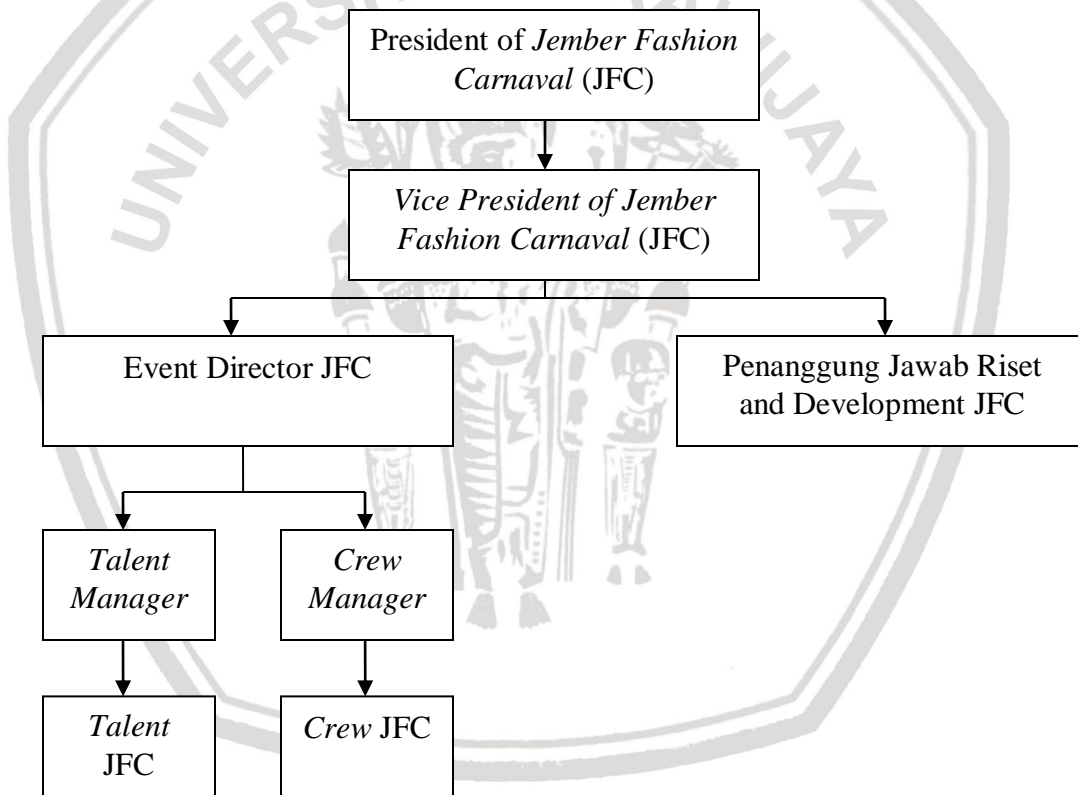 President of Jember Fashion
Carnaval (JFC)
Vice President of Jember
Fashion Carnaval (JFC)
Event Director JFC
Penanggung Jawab Riset
and Development JFC
Talent
Manager
Crew
Manager
Talent
JFC
Crew JFC